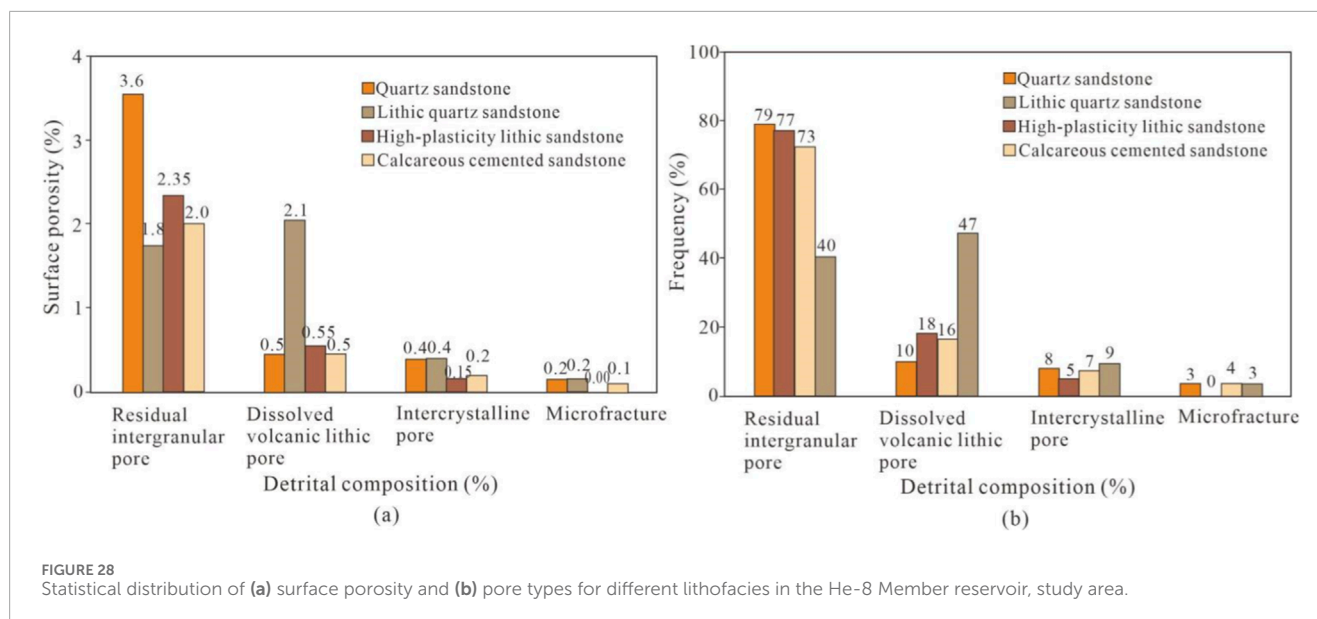 4
3
2
1
0
Surface porosity (%)
Quartz sandstone
Lithic quartz sandstone
High-plasticity lithic sandstone
Calcareous cemented sandstone
3.6
1.8
2.35
2.0
0.5
2.1
0.55
0.5
0.4
0.4
0.15
0.2
0.2
0.2
0.00
0.1
Residual
intergranular
pore
Dissolved
volcanic lithic
pore
Intercrystalline
pore
Microfracture
Detrital composition (%)
(a)
100
80
60
40
20
0
Frequency (%)
Quartz sandstone
High-plasticity lithic sandstone
Calcareous cemented sandstone
Lithic quartz sandstone
79
77
73
40
10
18
16
47
8
5
7
9
3
0
4
3
Residual
intergranular
pore
Dissolved
volcanic lithic
pore
Intercrystalline
pore
Microfracture
Detrital composition (%)
(b)
FIGURE 28
Statistical distribution of (a) surface porosity and (b) pore types for different lithofacies in the He-8 Member reservoir, study area.